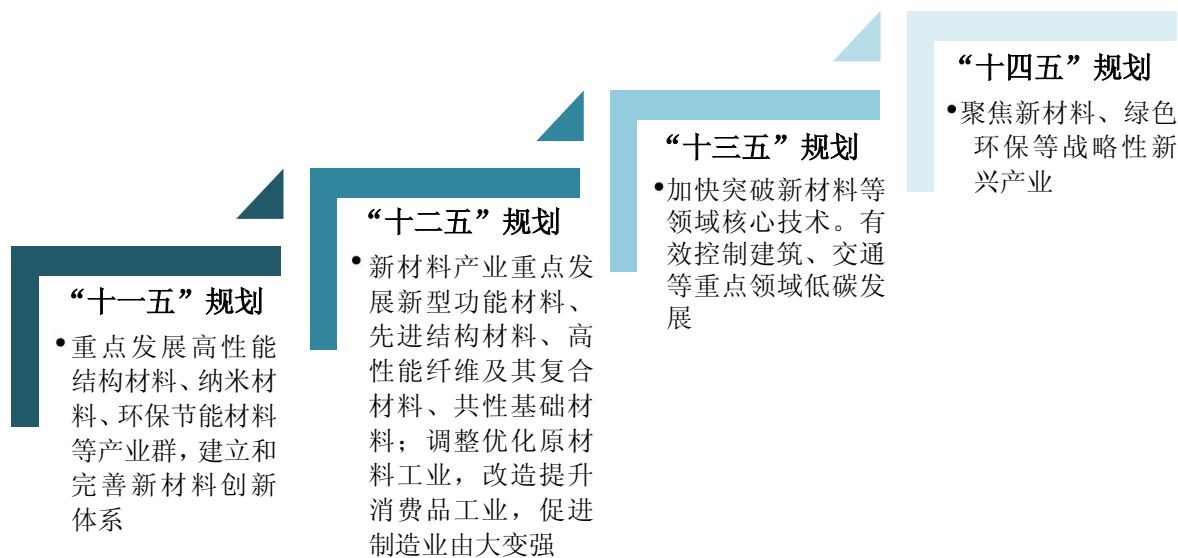 “十一五”规划
•重点发展高性能
结构材料、纳米材
料、环保节能材料
等产业群，建立和
完善新材料创新
体系
“十二五”规划
•新材料产业重点发
展新型功能材料、
先进结构材料、高
性能纤维及其复合
材料、共性基础材
料；调整优化原材
料工业，改造提升
消费品工业，促进
制造业由大变强
“十三五”规划
•加快突破新材料等
领域核心技术。有
效控制建筑、交通
等重点领域低碳发
展
“十四五”规划
•聚焦新材料、绿色
环保等战略性新
兴产业